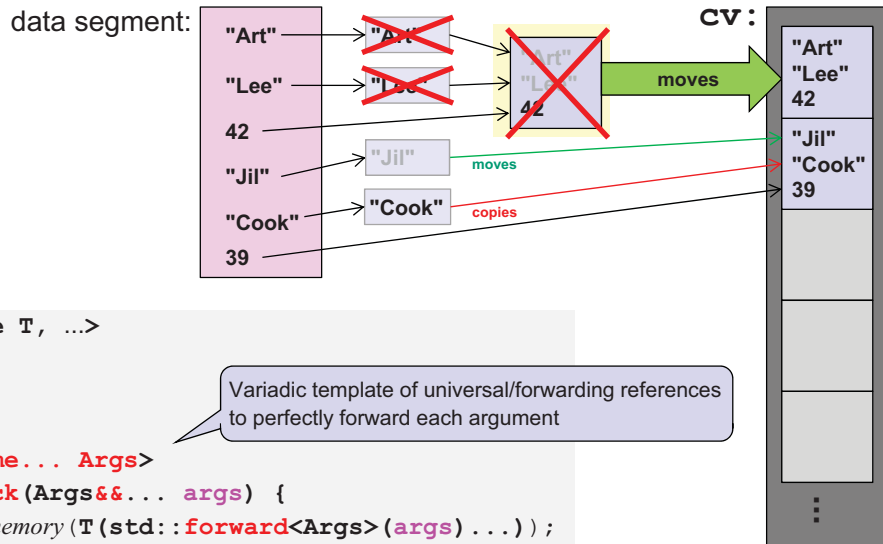 data segment:
cv:
"Art"
"Lee"
42
"Jil"
"Cook"
39
"Art"
"Lee"
"Jil"
"Cook"
"Art"
"Lee"
42
moves
moves
copies
"Art"
"Lee"
42
"Jil"
"Cook"
39
⋮
e T, ...>
Variadic template of universal/forwarding references
to perfectly forward each argument
me... Args>
ck(Args&&... args) {
memory(T(std::forward<Args>(args)...));